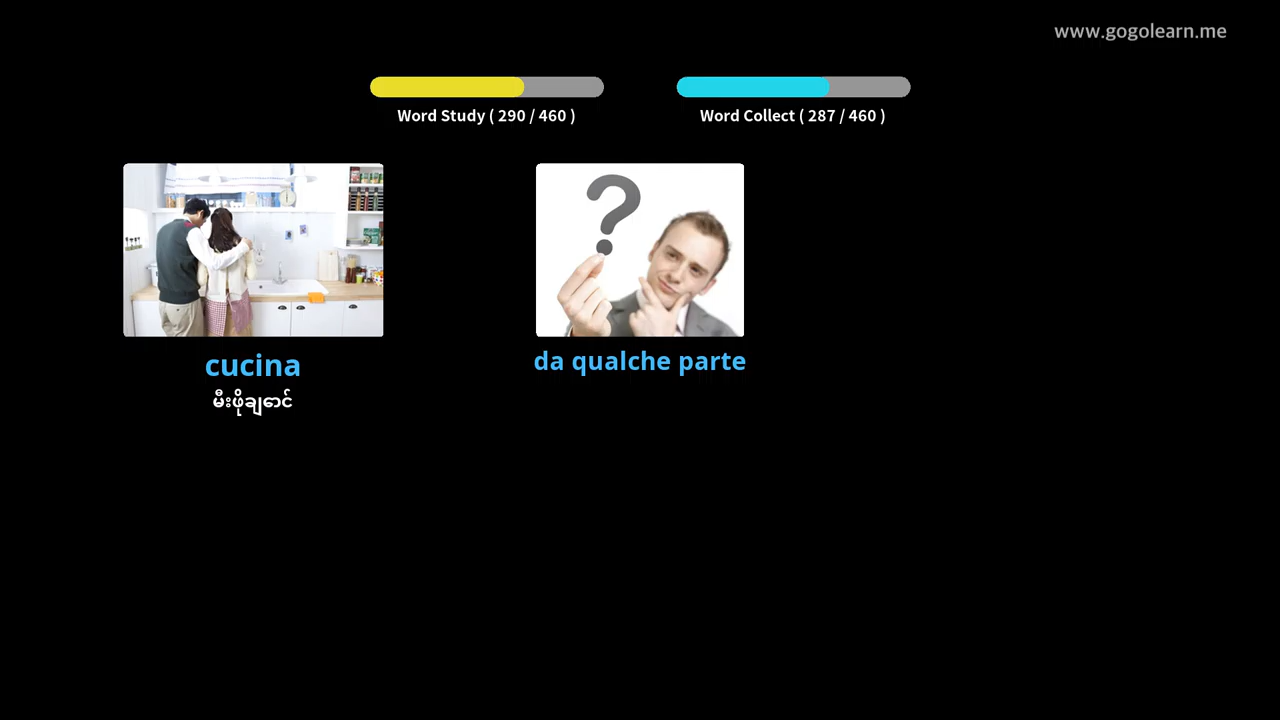 www.gogolearn.me
Word Study ( 290 / 460 )
Word Collect ( 287 / 460 )
cucina
မီးဖိုချောင်
da qualche parte